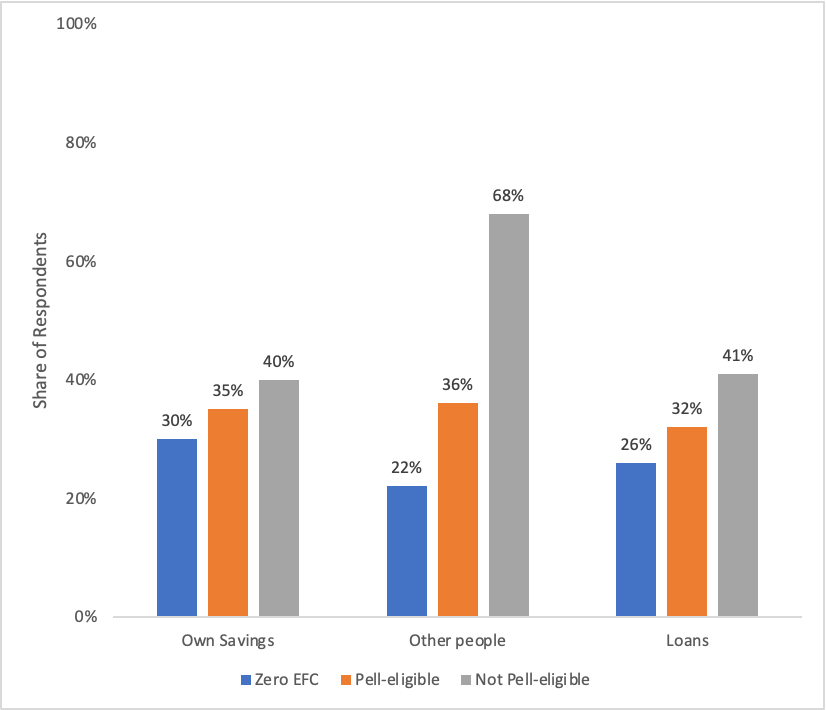 100%
80%
60%
40%
20%
0%
Share of Respondents
30%
35%
40%
22%
36%
68%
26%
32%
41%
Own Savings
Other people
Loans
Zero EFC
Pell-eligible
Not Pell-eligible